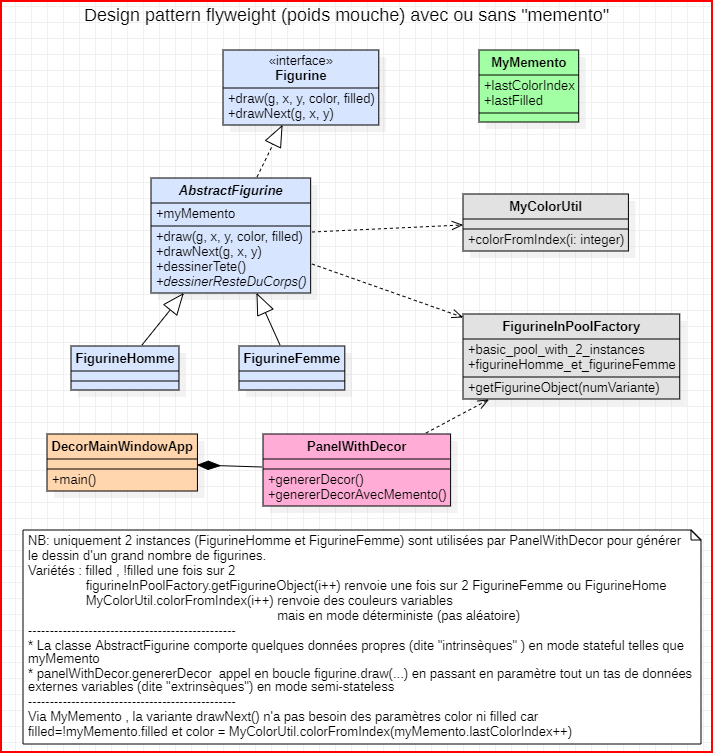 Design pattern flyweight (poids mouche) avec ou sans "memento"
«interface»
Figurine
+draw(g, x, y, color, filled)
+drawNext(g, x, y)
MyMemento
+lastColorIndex
+lastFilled
AbstractFigurine
+myMemento
+draw(g, x, y, color, filled)
+drawNext(g, x, y)
+dessinerTete()
+dessinerResteDuCorps()
MyColorUtil
+colorFromIndex(i: integer)
FigurineInPoolFactory
+basic_pool_with_2_instances
+figurineHomme_et_figurineFemme
+getFigurineObject(numVariante)
FigurineHomme
FigurineFemme
DecorMainWindowApp
+main()
PanelWithDecor
+genererDecor()
+genererDecorAvecMemento()
NB: uniquement 2 instances (FigurineHomme et FigurineFemme) sont utilisées par PanelWithDecor pour générer
le dessin d'un grand nombre de figurines.
Variétés : filled , !filled une fois sur 2
figurineInPoolFactory.getFigurineObject(i++) renvoie une fois sur 2 FigurineFemme ou FigurineHome
MyColorUtil.colorFromIndex(i++) renvoie des couleurs variables
mais en mode déterministe (pas aléatoire)
-----------------------------------------------
* La classe AbstractFigurine comporte quelques données propres (dite "intrinsèques" ) en mode stateful telles que
myMemento
* panelWithDecor.genererDecor  appel en boucle figurine.draw(...) en passant en paramètre tout un tas de données
externes variables (dite "extrinsèques") en mode semi-stateless
-----------------------------------------------
Via MyMemento , la variante drawNext() n'a pas besoin des paramètres color ni filled car
filled=!myMemento.filled et color = MyColorUtil.colorFromIndex(myMemento.lastColorIndex++)